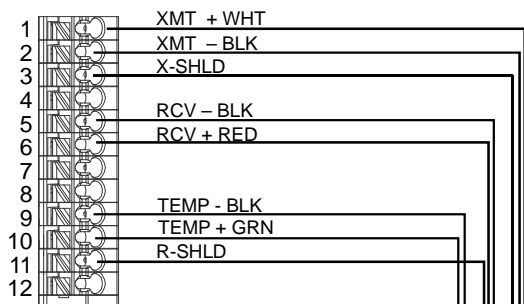 1 XMT + WHT
2 XMT – BLK
3 X-SHLD
4
5 RCV – BLK
6 RCV + RED
7
8
9 TEMP - BLK
10 TEMP + GRN
11 R-SHLD
12